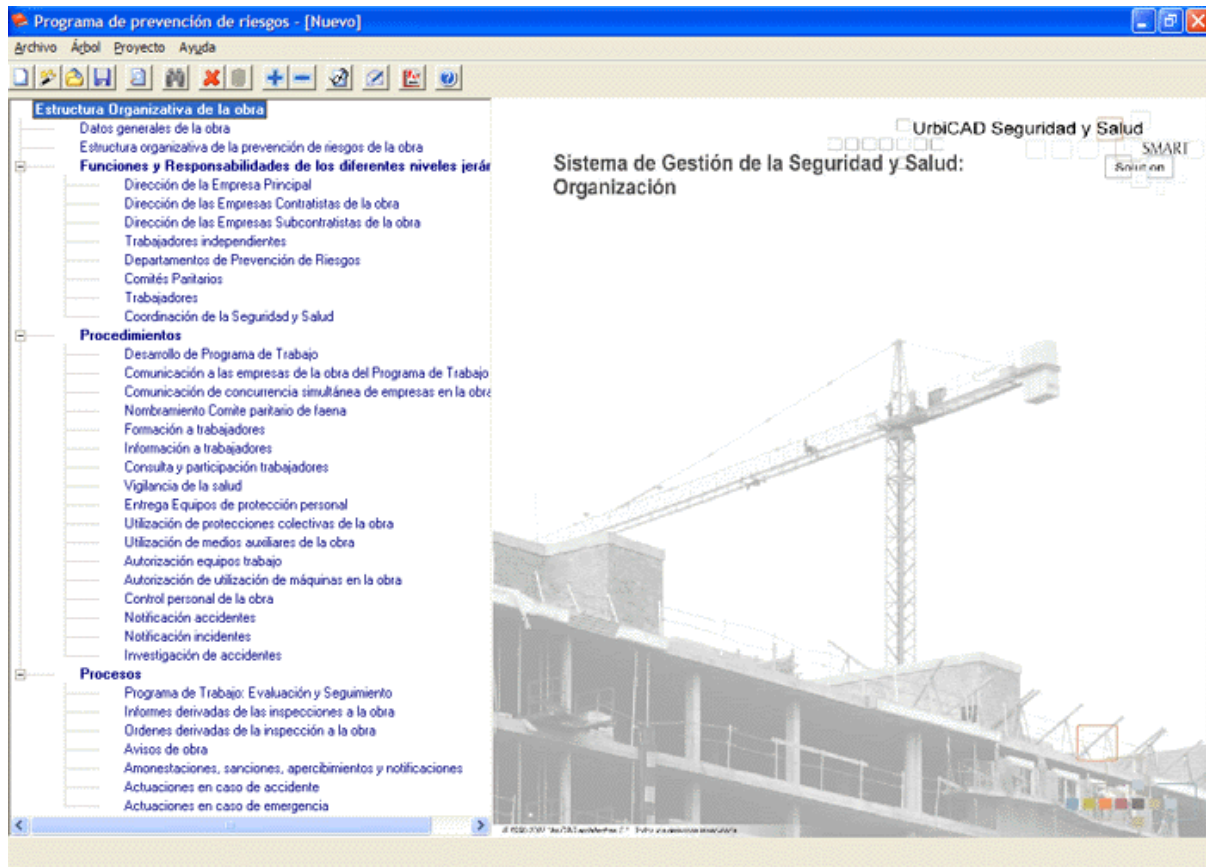 Programa de prevención de riesgos - [Nuevo]
Archivo Árbol Proyecto Ayuda
Estructura Organizativa de la obra
Datos generales de la obra
Estructura organizativa de la prevención de riesgos de la obra
Funciones y Responsabilidades de los diferentes niveles jerár
Dirección de la Empresa Principal
Dirección de las Empresas Contratistas de la obra
Dirección de las Empresas Subcontratistas de la obra
Trabajadores independientes
Departamentos de Prevención de Riesgos
Comités Paritarios
Trabajadores
Coordinación de la Seguridad y Salud
Procedimientos
Desarrollo de Programa de Trabajo
Comunicación a las empresas de la obra del Programa de Trabajo
Comunicación de concurrencia simultánea de empresas en la obra
Nombramiento Comite paritario de faena
Formación a trabajadores
Información a trabajadores
Consulta y participación trabajadores
Vigilancia de la salud
Entrega Equipos de protección personal
Utilización de protecciones colectivas de la obra
Utilización de medios auxiliares de la obra
Autorización equipos trabajo
Autorización de utilización de máquinas en la obra
Control personal de la obra
Notificación accidentes
Notificación incidentes
Investigación de accidentes
Procesos
Programa de Trabajo: Evaluación y Seguimiento
Informes derivadas de las inspecciones a la obra
Ordenes derivadas de la inspección a la obra
Avisos de obra
Amonestaciones, sanciones, apercibimientos y notificaciones
Actuaciones en caso de accidente
Actuaciones en caso de emergencia
UrbiCAD Seguridad y Salud
SMART
Solution
Sistema de Gestión de la Seguridad y Salud:
Organización